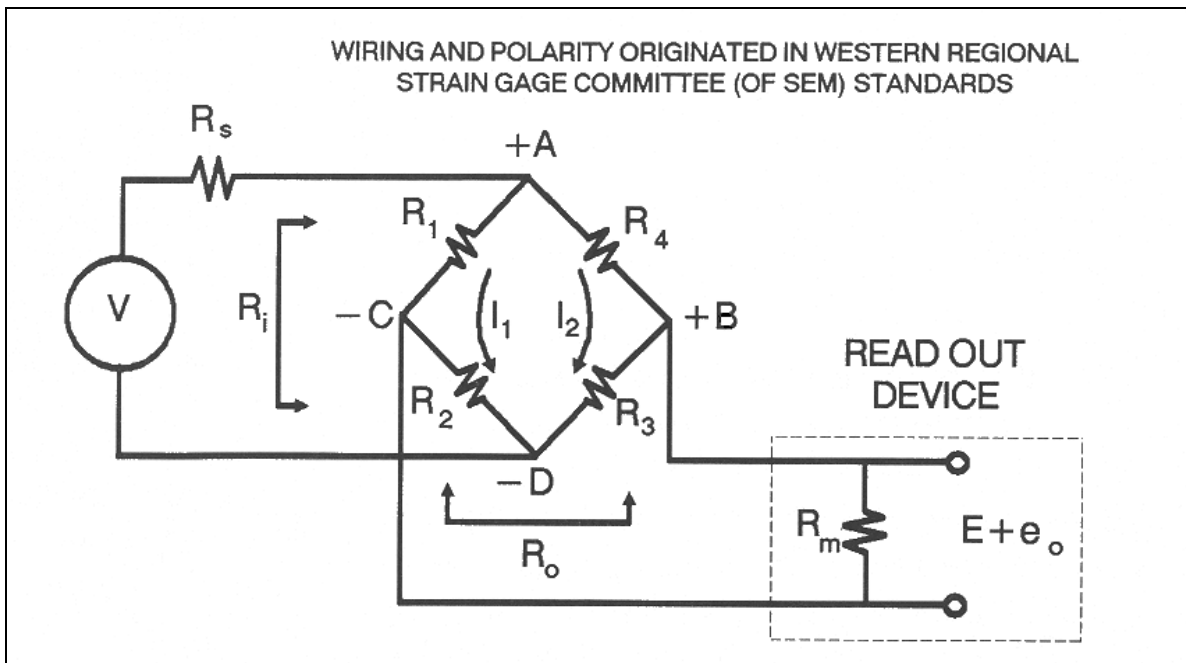 WIRING AND POLARITY ORIGINATED IN WESTERN REGIONAL
STRAIN GAGE COMMITTEE (OF SEM) STANDARDS
Rs
+A
R1
R4
V
Ri
−C
I1
I2
+B
READ OUT
DEVICE
R2
R3
−D
Rm
E+eo
Ro